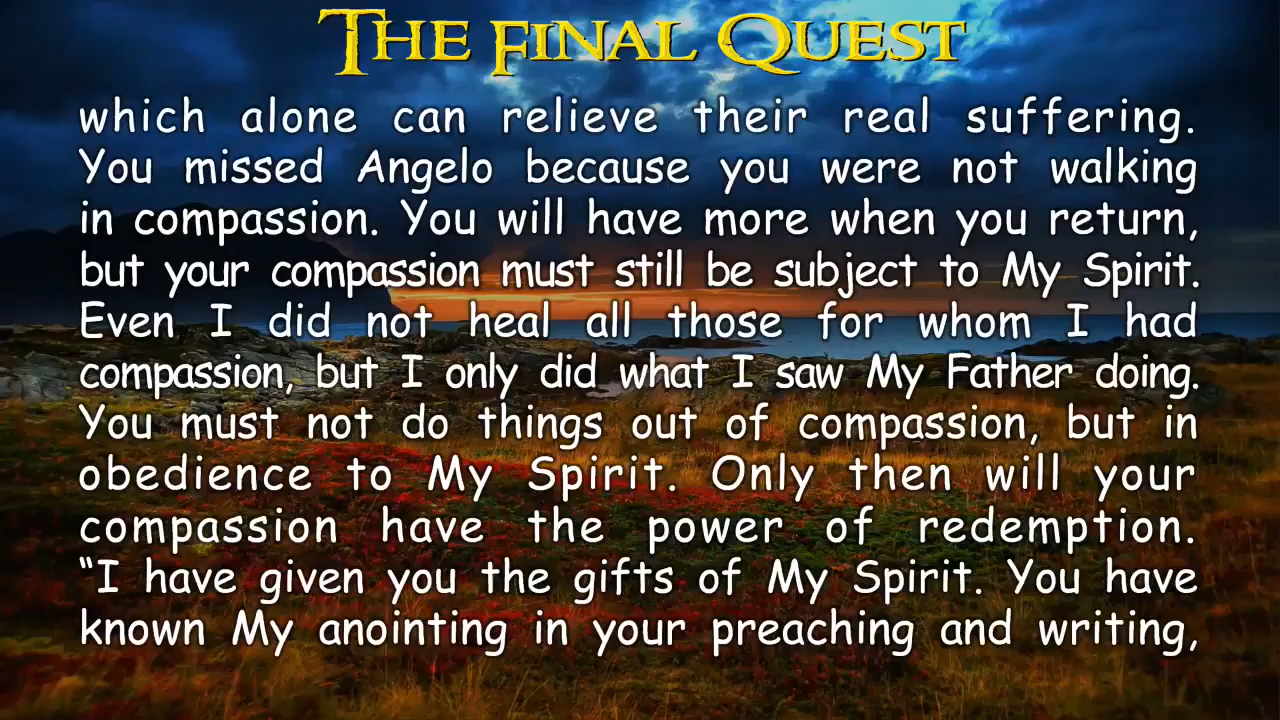 The Final Quest
which alone can relieve their real suffering.
You missed Angelo because you were not walking
in compassion. You will have more when you return,
but your compassion must still be subject to My Spirit.
Even I did not heal all those for whom I had
compassion, but I only did what I saw My Father doing.
You must not do things out of compassion, but in
obedience to My Spirit. Only then will your
compassion have the power of redemption.
“I have given you the gifts of My Spirit. You have
known My anointing in your preaching and writing,